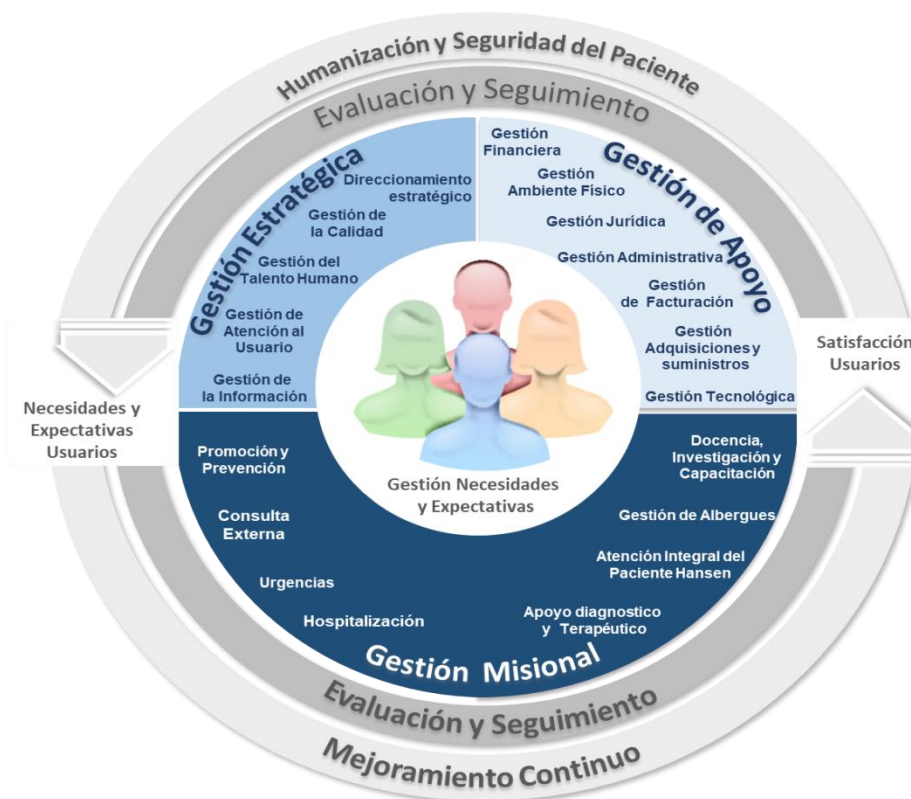 Humanización y Seguridad del Paciente
Evaluación y Seguimiento
Gestión Estratégica
Direccionamiento
estratégico
Gestión de
la Calidad
Gestión del
Talento Humano
Gestión de
Atención al
Usuario
Gestión de
la Información
Gestión de Apoyo
Gestión
Financiera
Gestión
Ambiente Físico
Gestión Jurídica
Gestión Administrativa
Gestión
de Facturación
Gestión
Adquisiciones y
suministros
Gestión Tecnológica
Necesidades y
Expectativas
Usuarios
Satisfacción
Usuarios
Gestión Necesidades
y Expectativas
Promoción y
Prevención
Consulta
Externa
Urgencias
Hospitalización
Docencia,
Investigación y
Capacitación
Gestión de Albergues
Atención Integral del
Paciente Hansen
Apoyo diagnostico
y Terapéutico
Gestión Misional
Evaluación y Seguimiento
Mejoramiento Continuo